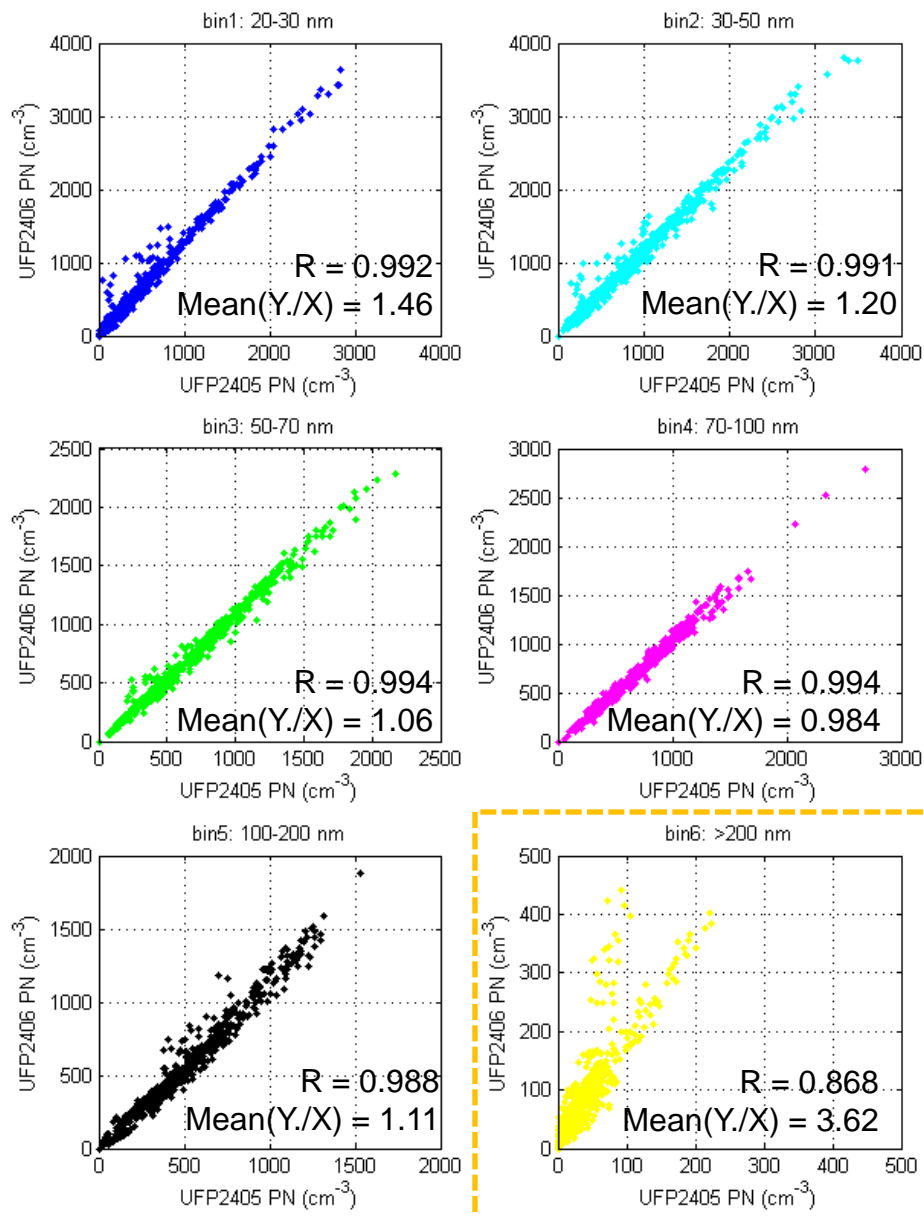 bin1: 20-30 nm
4000
3000
2000
1000
0
UFP2406 PN (cm-3)
R = 0.992
Mean(Y./X) = 1.46
0 1000 2000 3000 4000
UFP2405 PN (cm-3)
bin2: 30-50 nm
4000
3000
2000
1000
0
UFP2406 PN (cm-3)
R = 0.991
Mean(Y./X) = 1.20
0 1000 2000 3000 4000
UFP2405 PN (cm-3)
bin3: 50-70 nm
2500
2000
1500
1000
500
0
UFP2406 PN (cm-3)
R = 0.994
Mean(Y./X) = 1.06
0 500 1000 1500 2000 2500
UFP2405 PN (cm-3)
bin4: 70-100 nm
3000
2500
2000
1500
1000
500
0
UFP2406 PN (cm-3)
R = 0.994
Mean(Y./X) = 0.984
0 1000 2000 3000
UFP2405 PN (cm-3)
bin5: 100-200 nm
2000
1500
1000
500
0
UFP2406 PN (cm-3)
R = 0.988
Mean(Y./X) = 1.11
0 500 1000 1500 2000
UFP2405 PN (cm-3)
bin6: >200 nm
500
400
300
200
100
0
UFP2406 PN (cm-3)
R = 0.868
Mean(Y./X) = 3.62
0 100 200 300 400 500
UFP2405 PN (cm-3)